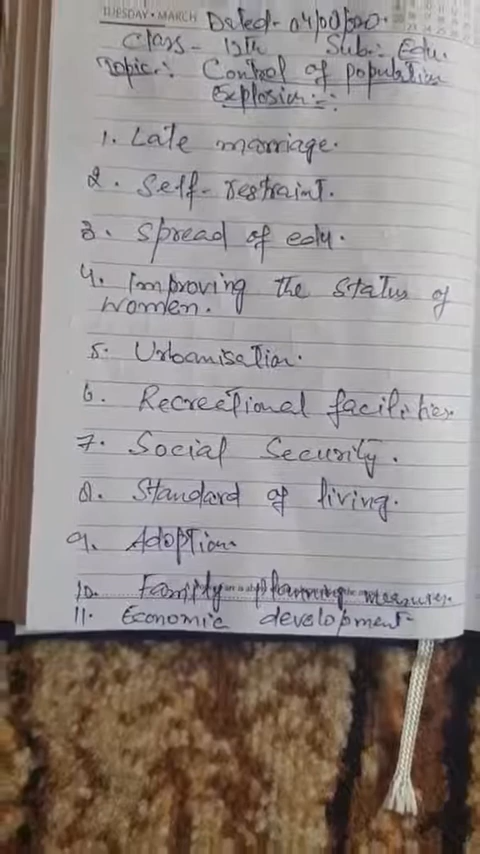 TUESDAY • MARCH
Dated-
Class- 12th Sub.: Edu.
Topic.: Control of population
Explosion:-
1. Late marriage.
2. Self-restraint.
3. Spread of edu.
4. Improving the status of
women.
5. Urbanisation.
6. Recreational facilities.
7. Social Security.
8. Standard of living.
9. Adoption.
10. Family planning measures.
11. Economic development